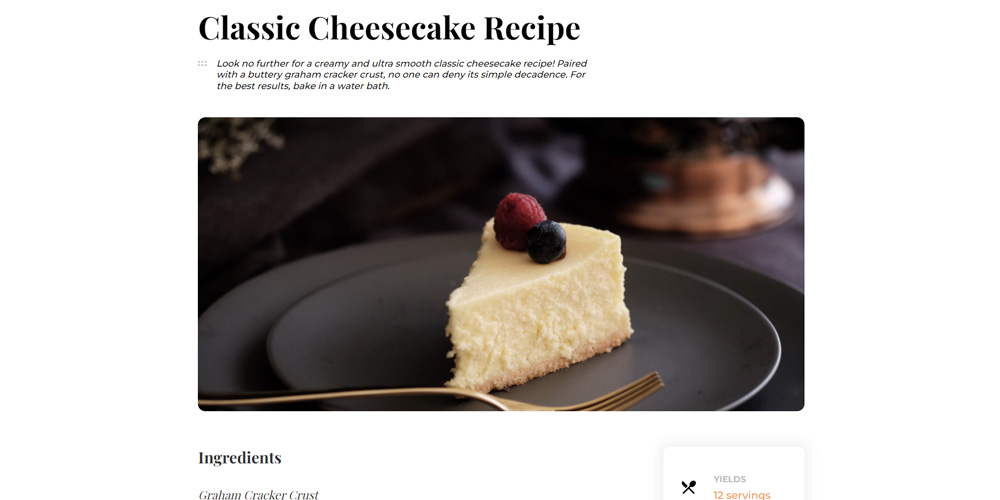 Classic Cheesecake Recipe
Look no further for a creamy and ultra smooth classic cheesecake recipe! Paired
with a buttery graham cracker crust, no one can deny its simple decadence. For
the best results, bake in a water bath.
Ingredients
Graham Cracker Crust
YIELDS
12 servings